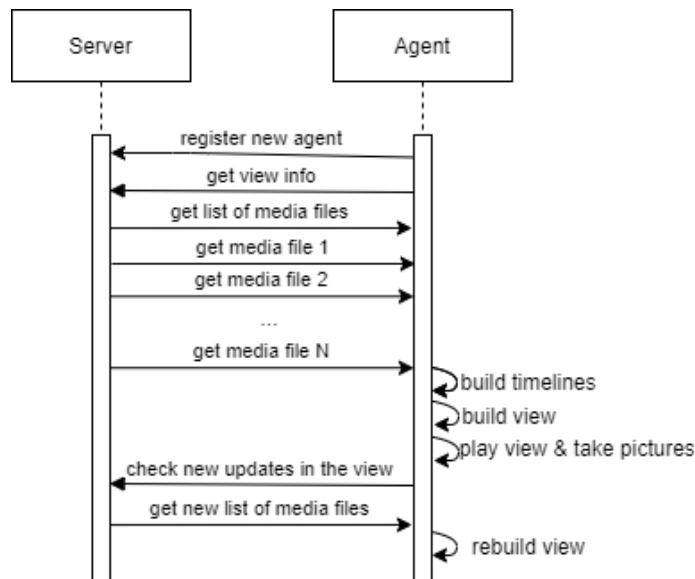 Server
Agent
register new agent
get view info
get list of media files
get media file 1
get media file 2
...
get media file N
build timelines
build view
play view & take pictures
check new updates in the view
get new list of media files
rebuild view